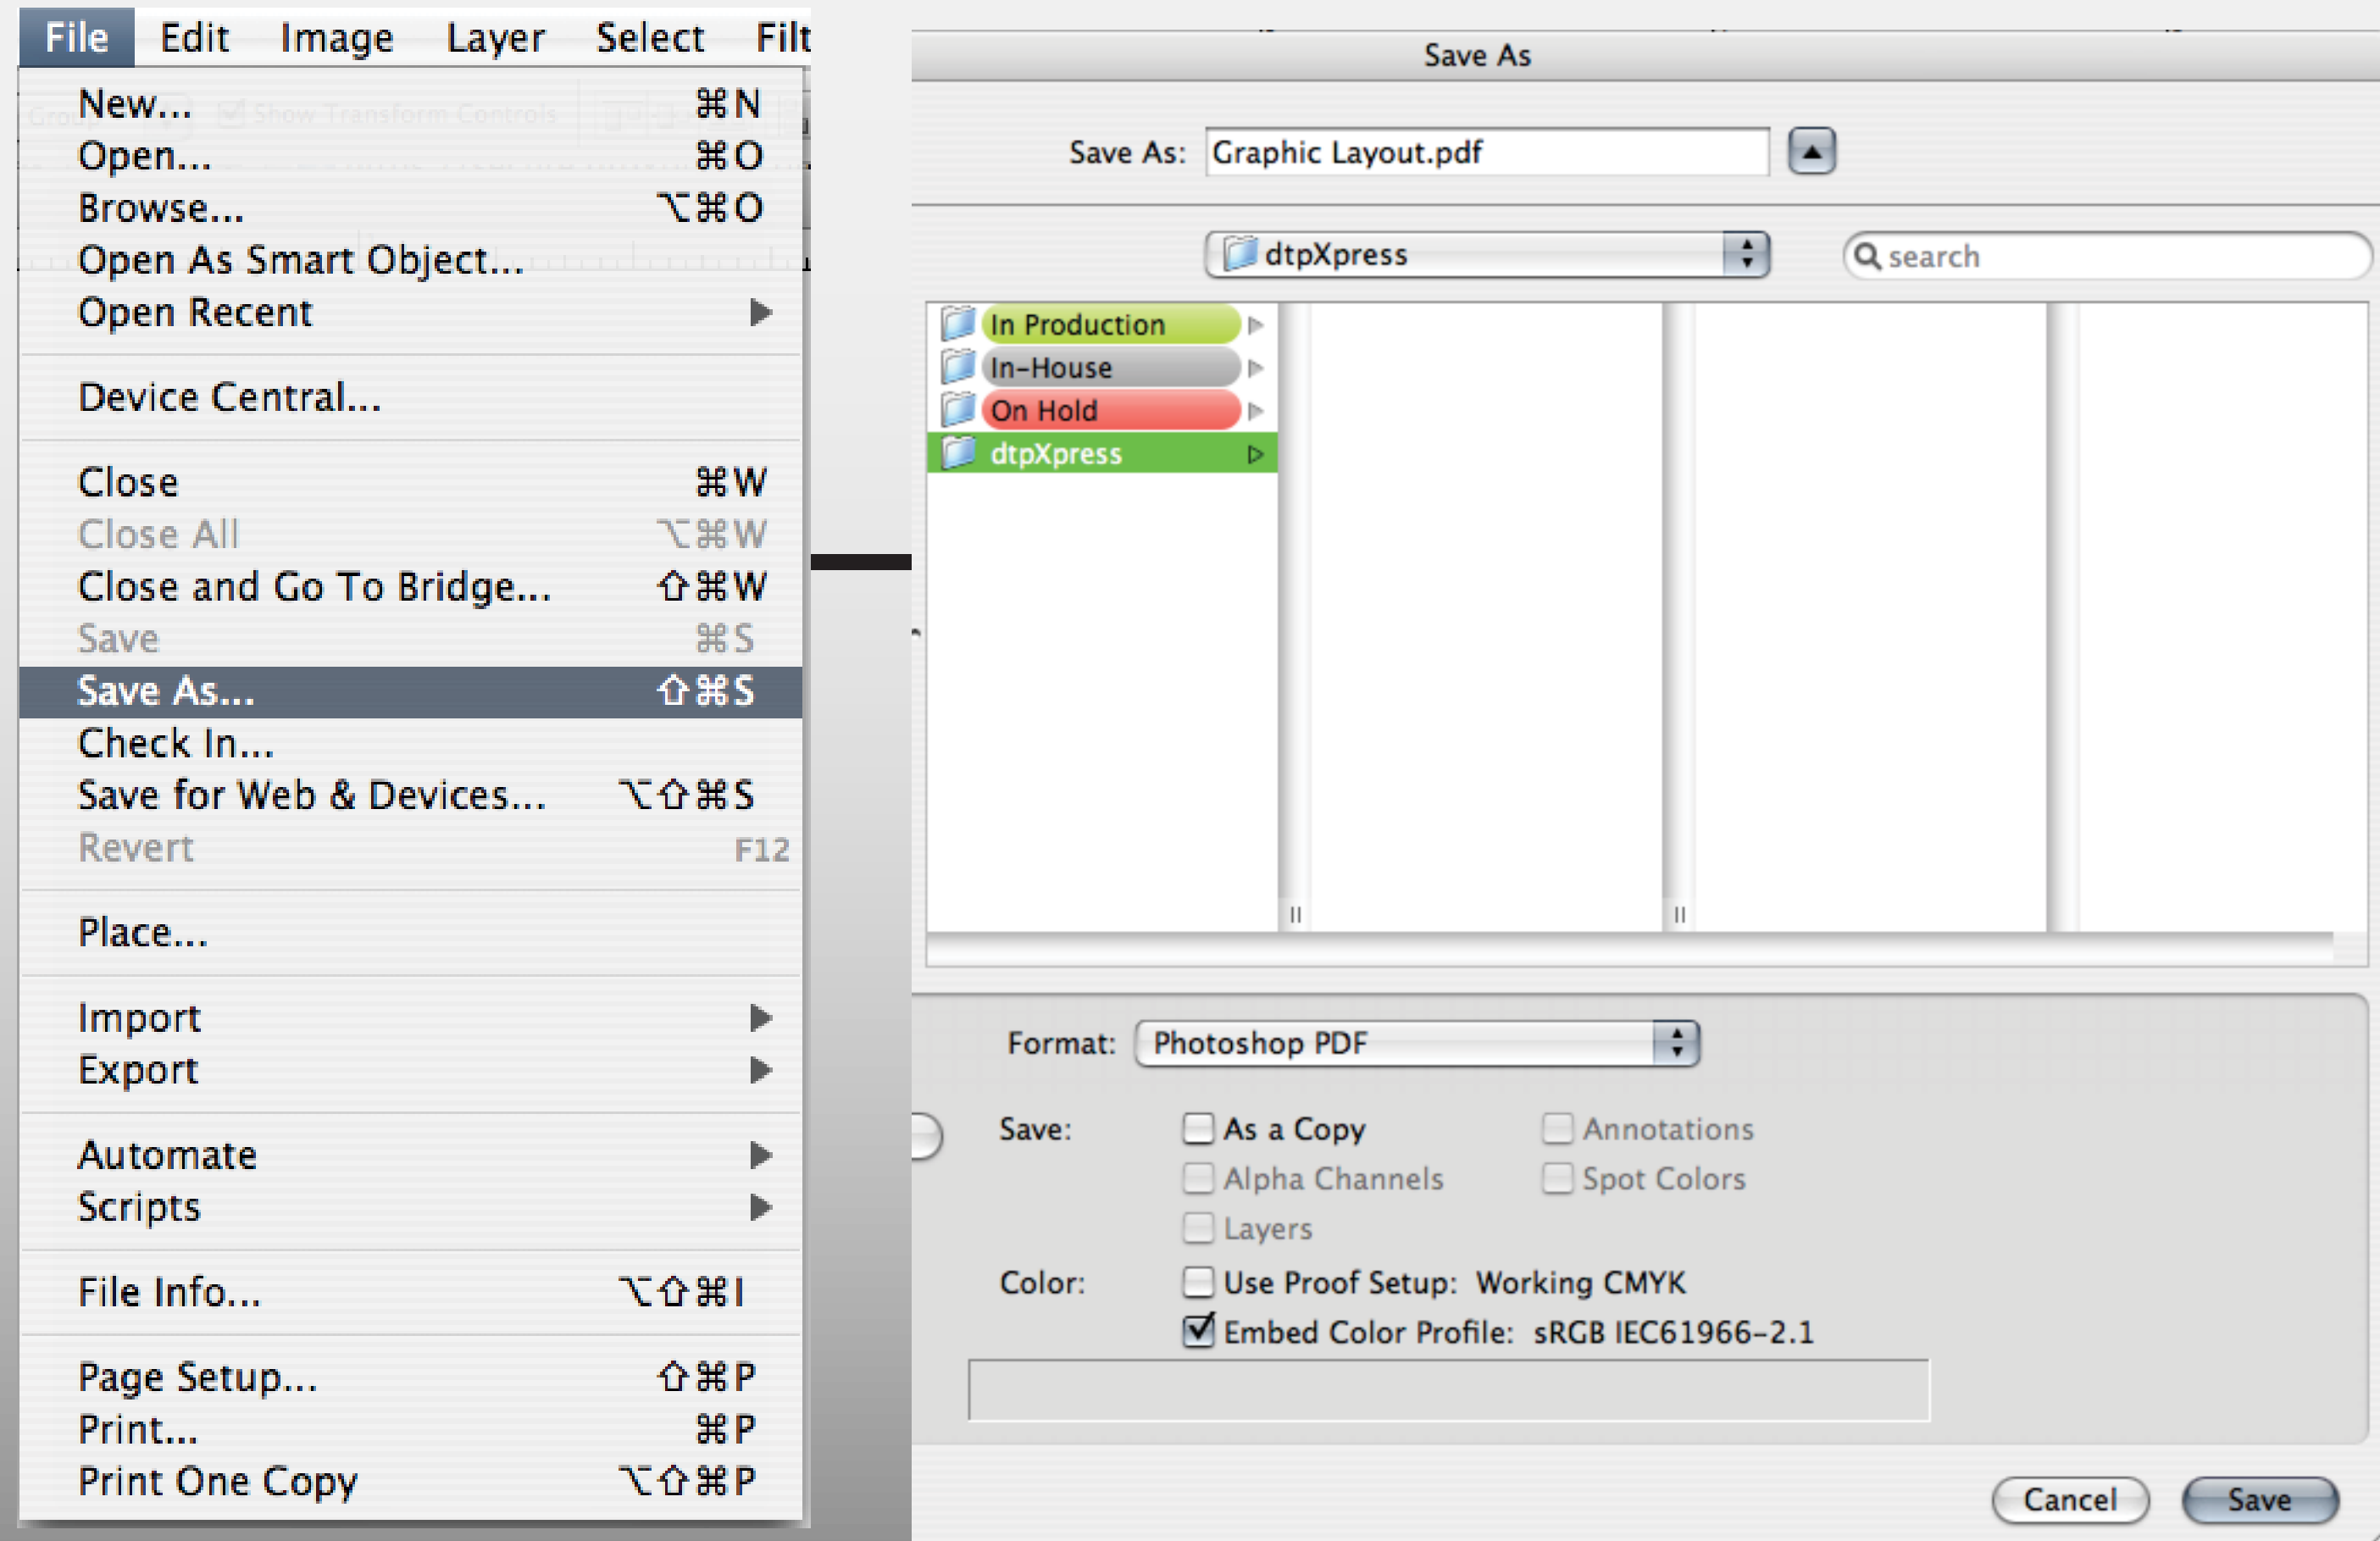 File Edit Image Layer Select Filt
New... ⌘N
Open... ⌘O
Browse... ⌥⌘O
Open As Smart Object...
Open Recent
Device Central...
Close ⌘W
Close All ⌥⌘W
Close and Go To Bridge... ⇧⌘W
Save ⌘S
Save As... ⇧⌘S
Check In...
Save for Web & Devices... ⌥⇧⌘S
Revert F12
Place...
Import
Export
Automate
Scripts
File Info... ⌥⇧⌘I
Page Setup... ⇧⌘P
Print... ⌘P
Print One Copy ⌥⇧⌘P
Show Transform Controls
Save As
Save As: Graphic Layout.pdf
dtpXpress
search
In Production
In-House
On Hold
dtpXpress
Format: Photoshop PDF
Save: As a Copy Annotations
Alpha Channels Spot Colors
Layers
Color: Use Proof Setup: Working CMYK
Embed Color Profile: sRGB IEC61966-2.1
Cancel Save